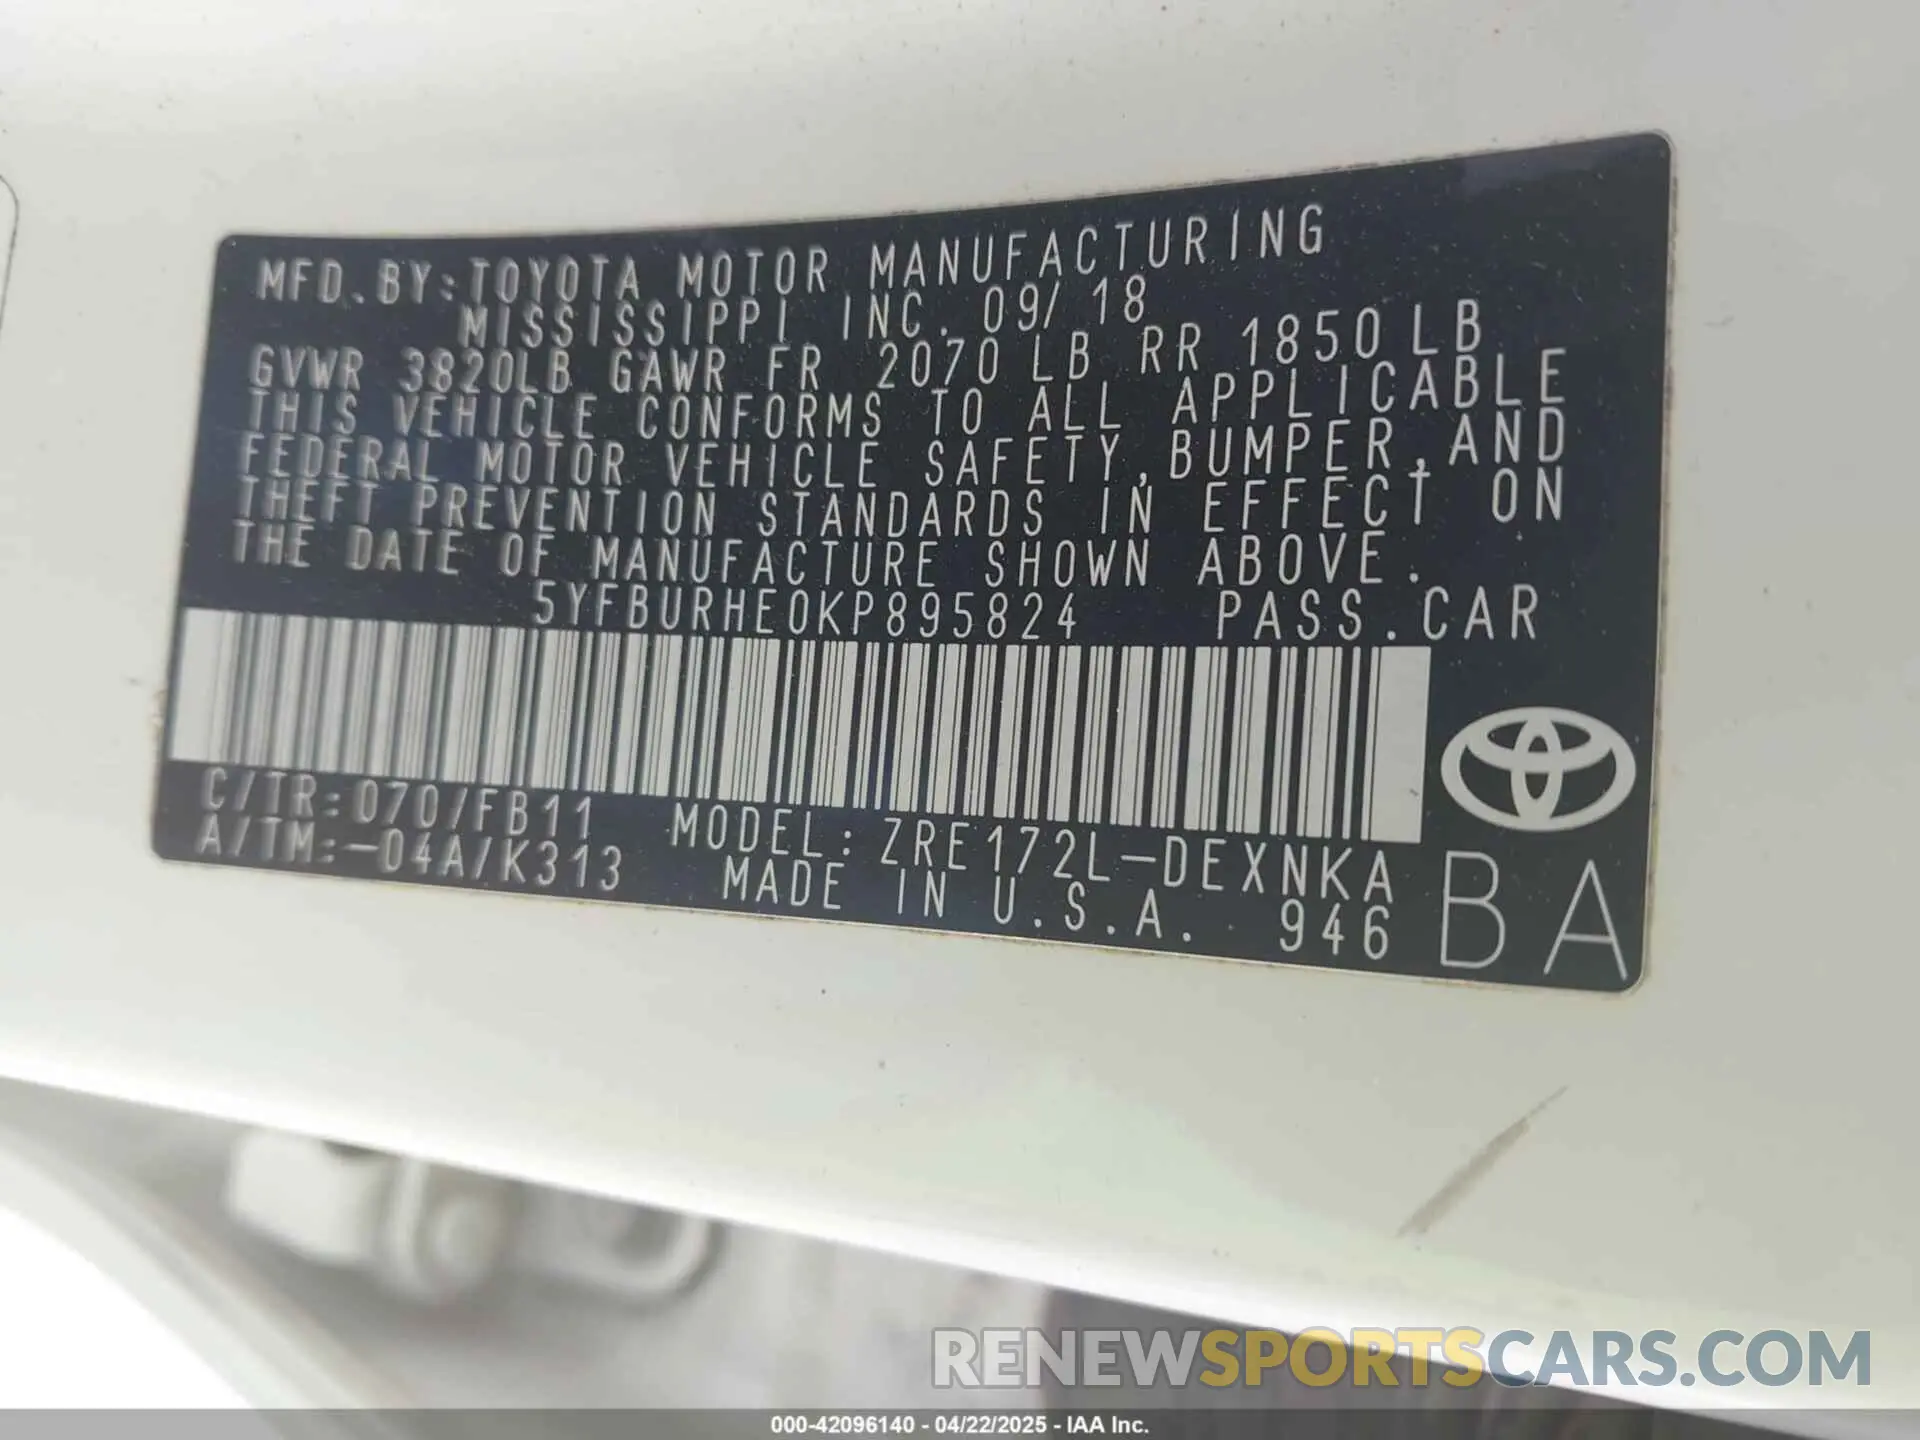 MFD.BY:TOYOTA MOTOR MANUFACTURING
MISSISSIPPI INC. 09/18
GVWR 3820LB GAWR FR 2070 LB RR 1850 LB
THIS VEHICLE CONFORMS TO ALL APPLICABLE
FEDERAL MOTOR VEHICLE SAFETY, BUMPER, AND
THEFT PREVENTION STANDARDS IN EFFECT ON
THE DATE OF MANUFACTURE SHOWN ABOVE.
5YFBURHE0KP895824 PASS.CAR
C/TR:070/FB11 MODEL: ZRE172L-DEXNKA
A/TM:-04A/K313 MADE IN U.S.A. 946
BA
RENEWSPORTSCARS.COM
000-42096140 - 04/22/2025 - IAA Inc.